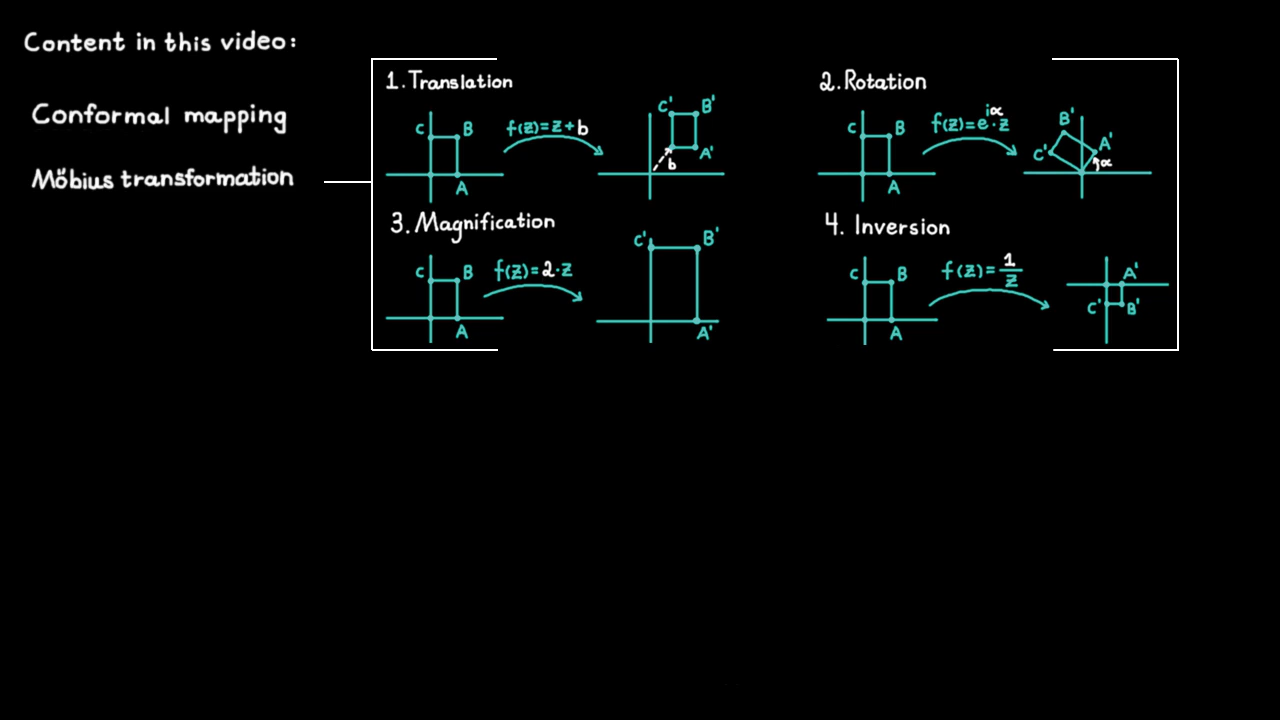 Content in this video:
Conformal mapping
Möbius transformation
1. Translation
C B A
f(z)=z+b
C' B' A' b
2. Rotation
C B A
f(z)=e^{iα}·z
B' A' C' α
3. Magnification
C B A
f(z)=2·z
C' B' A'
4. Inversion
C B A
f(z)=1/z
A' C' B'